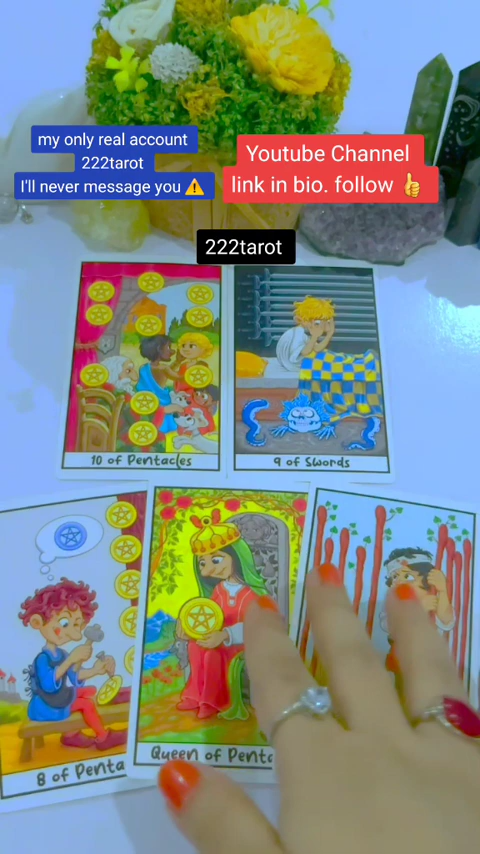 my only real account
222tarot
I'll never message you ⚠️
Youtube Channel
link in bio. follow 👍
222tarot
10 of Pentacles
9 of Swords
8 of Penta
Queen of Penta